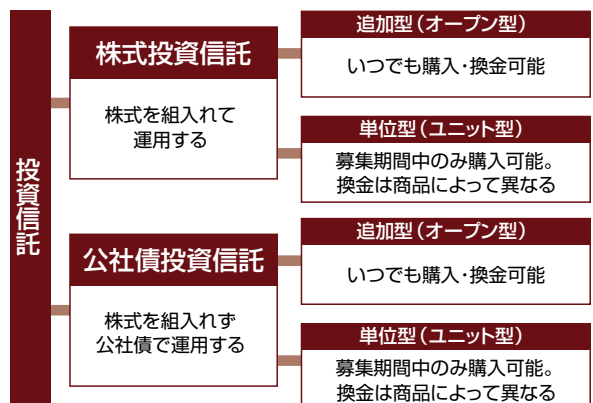 投資信託
株式投資信託
株式を組入れて
運用する
追加型(オープン型)
いつでも購入・換金可能
単位型(ユニット型)
募集期間中のみ購入可能。
換金は商品によって異なる
公社債投資信託
株式を組入れず
公社債で運用する
追加型(オープン型)
いつでも購入・換金可能
単位型(ユニット型)
募集期間中のみ購入可能。
換金は商品によって異なる